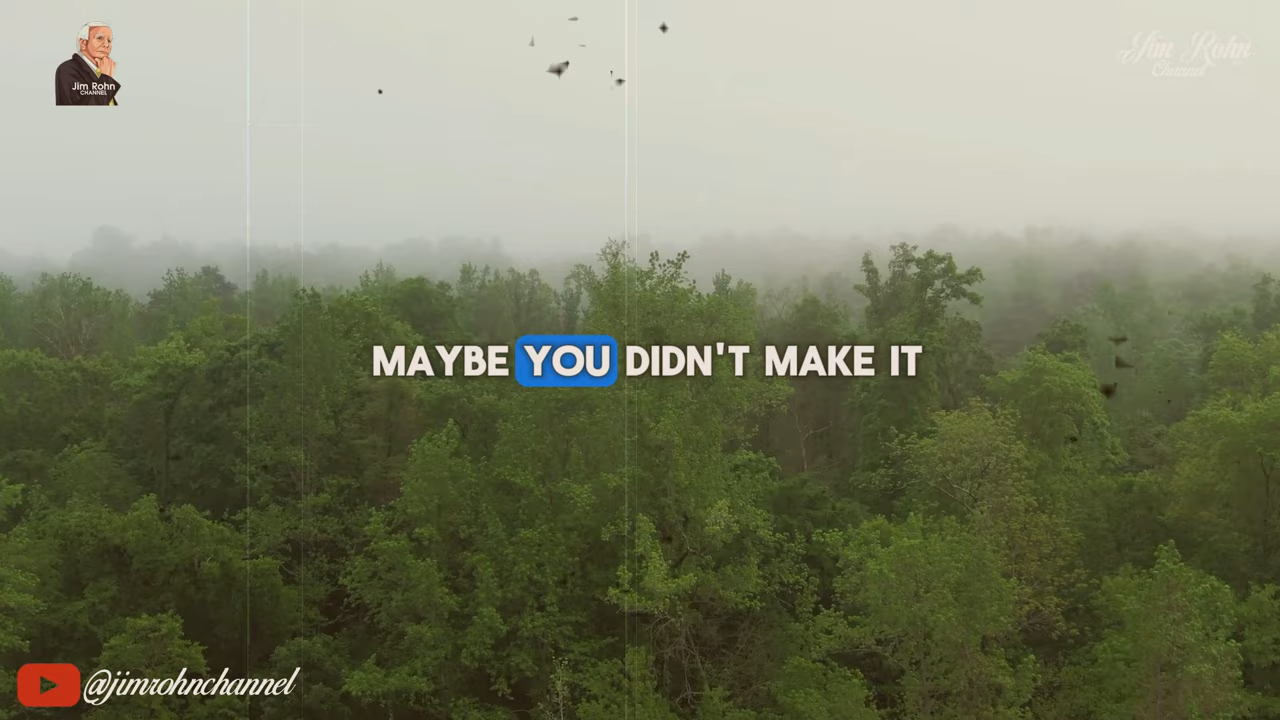 Jim Rohn
CHANNEL
Jim Rohn
Channel
MAYBE YOU DIDN'T MAKE IT
@jimrohnchannel